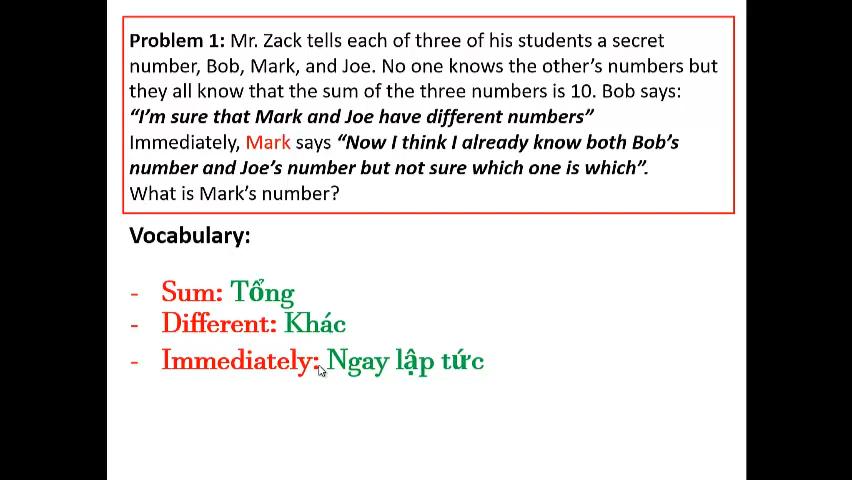 Problem 1: Mr. Zack tells each of three of his students a secret
number, Bob, Mark, and Joe. No one knows the other's numbers but
they all know that the sum of the three numbers is 10. Bob says:
“I'm sure that Mark and Joe have different numbers”
Immediately, Mark says “Now I think I already know both Bob's
number and Joe's number but not sure which one is which”.
What is Mark's number?
Vocabulary:
- Sum: Tổng
- Different: Khác
- Immediately: Ngay lập tức